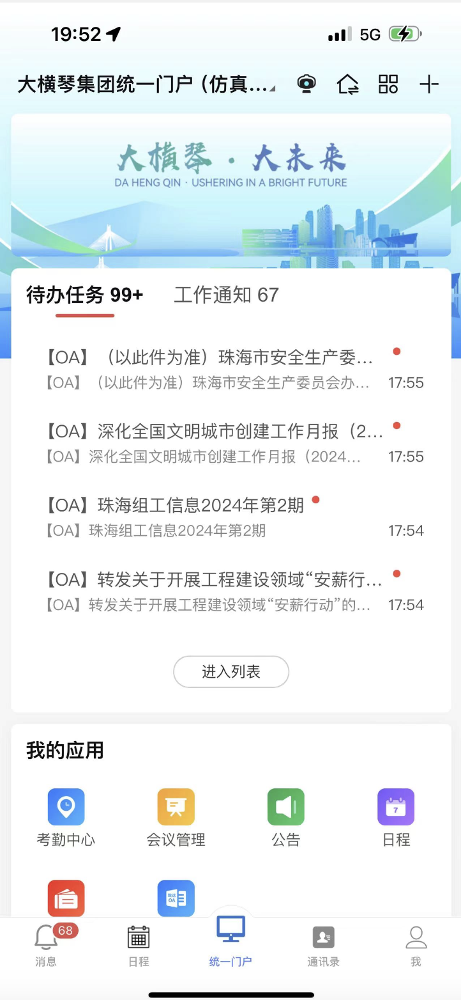 19:52 5G
大横琴集团统一门户（仿真...
大横琴·大未来
DA HENG QIN · USHERING IN A BRIGHT FUTURE
待办任务 99+ 工作通知 67
【OA】（以此件为准）珠海市安全生产委...
【OA】（以此件为准）珠海市安全生产委员会办... 17:55
【OA】深化全国文明城市创建工作月报（2...
【OA】深化全国文明城市创建工作月报（2024... 17:55
【OA】珠海组工信息2024年第2期
【OA】珠海组工信息2024年第2期 17:54
【OA】转发关于开展工程建设领域“安薪行...
【OA】转发关于开展工程建设领域“安薪行动”的... 17:54
进入列表
我的应用
7
考勤中心 会议管理 公告 日程
致远
OA
68
消息 日程 统一门户 通讯录 我